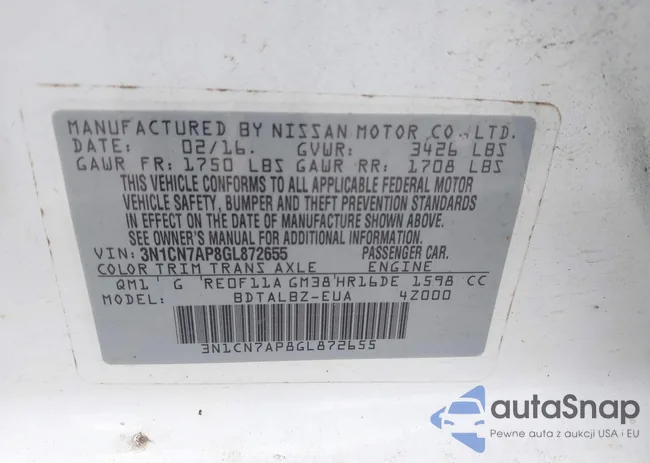 MANUFACTURED BY NISSAN MOTOR CO., LTD.
DATE: 02/16. GVWR: 3426 LBS
GAWR FR: 1750 LBS GAWR RR: 1708 LBS
THIS VEHICLE CONFORMS TO ALL APPLICABLE FEDERAL MOTOR
VEHICLE SAFETY, BUMPER AND THEFT PREVENTION STANDARDS
IN EFFECT ON THE DATE OF MANUFACTURE SHOWN ABOVE.
SEE OWNER'S MANUAL FOR ADDITIONAL INFORMATION.
VIN: 3N1CN7AP8GL872655 PASSENGER CAR.
COLOR TRIM TRANS AXLE ENGINE
QM1 G RE0F11A GM38 HR16DE 1598 CC
MODEL: BDTALBZ-EUA 4Z000
3N1CN7AP8GL872655
autoSnap
Pewne auta z aukcji USA i EU